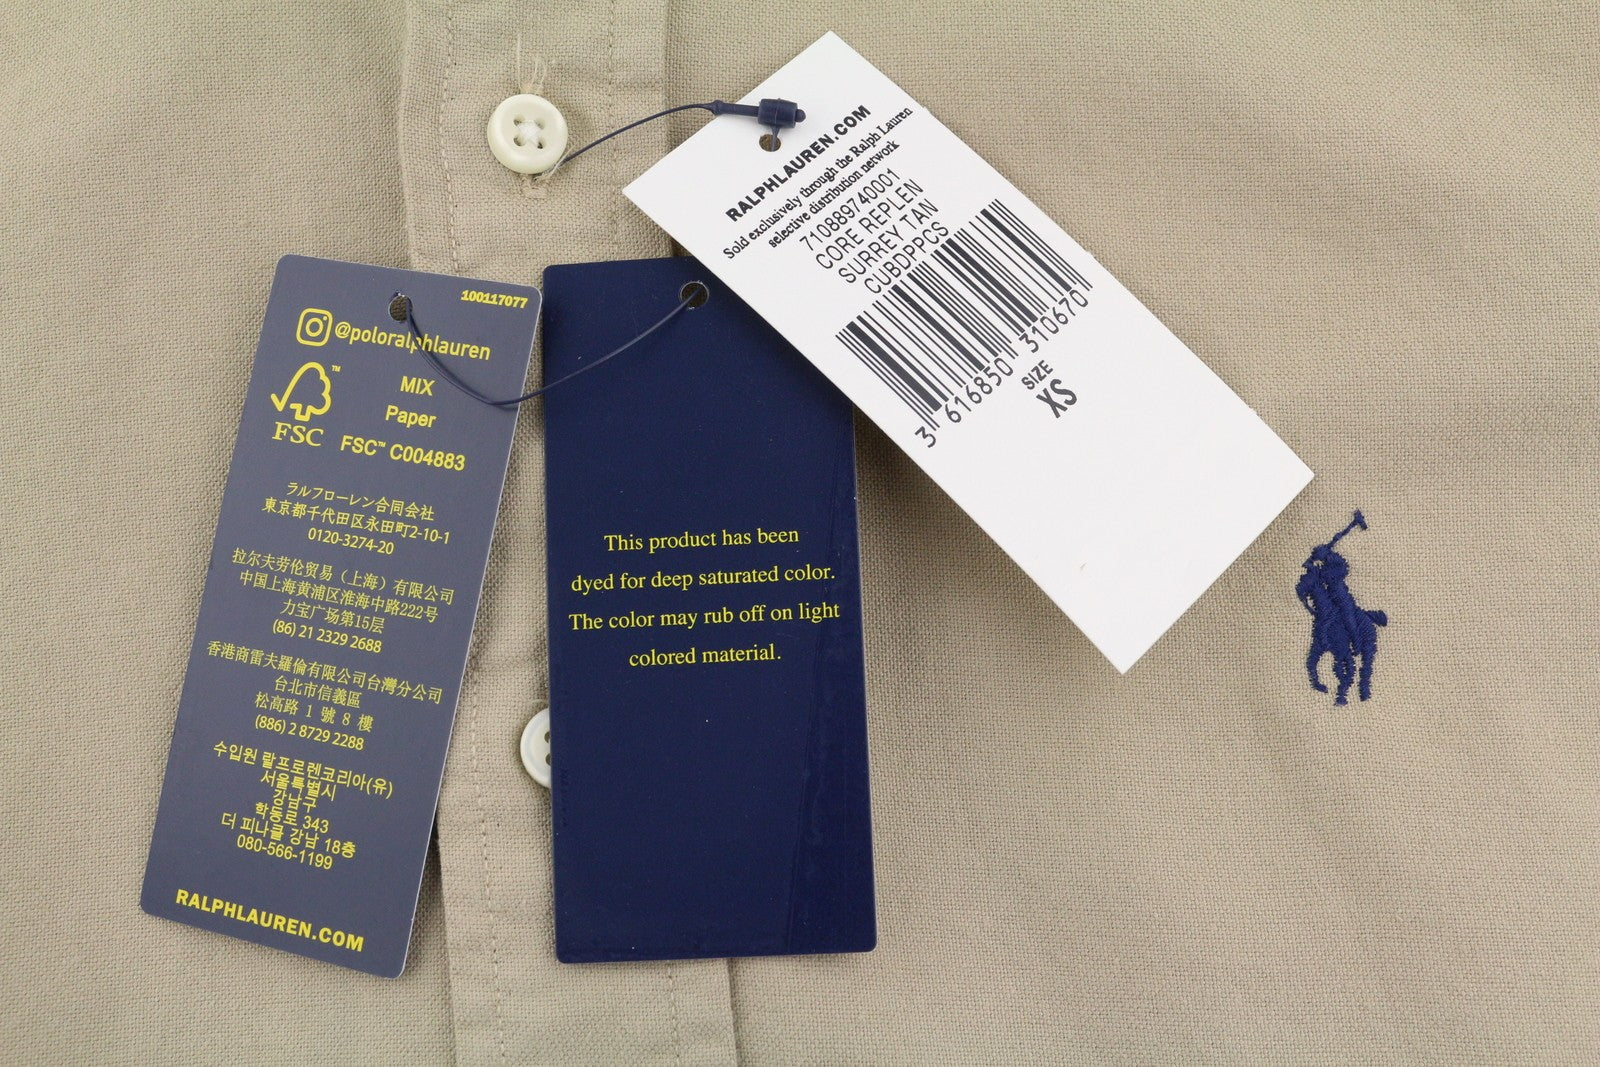 100117077
@poloralphlauren
MIX
Paper
FSC™ C004883
FSC
ラルフローレン合同会社
東京都千代田区永田町2-10-1
0120-3274-20
拉尔夫劳伦贸易（上海）有限公司
中国上海黄浦区淮海中路222号
力宝广场第15层
(86) 21 2329 2688
香港商雷夫羅倫有限公司台灣分公司
台北市信義區
松高路 1 號 8 樓
(886) 2 8729 2288
수입원 랄프로렌코리아(유)
서울특별시
강남구
학동로 343
더 피나클 강남 18층
080-566-1199
RALPHLAUREN.COM
This product has been
dyed for deep saturated color.
The color may rub off on light
colored material.
RALPHLAUREN.COM
Sold exclusively through the Ralph Lauren
selective distribution network
710889740001
CORE REPLEN
SURREY TAN
CUBDPPCS
3 616850 310670
SIZE
XS